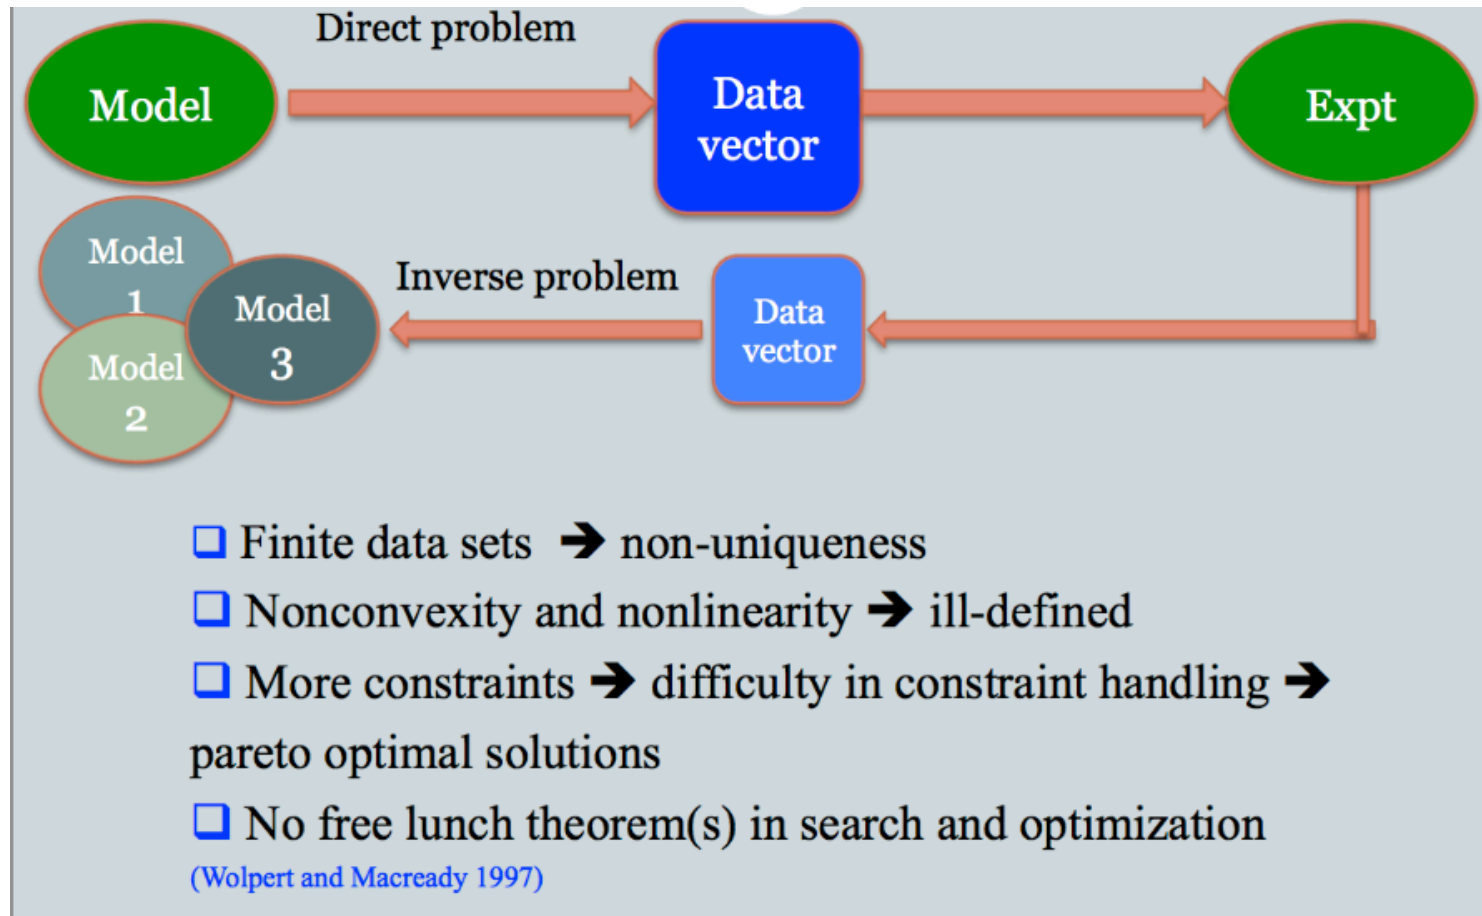 Direct problem
Model
Data
vector
Expt
Model
1
Model
2
Model
3
Inverse problem
Data
vector
❑ Finite data sets ➔ non-uniqueness
❑ Nonconvexity and nonlinearity ➔ ill-defined
❑ More constraints ➔ difficulty in constraint handling ➔
pareto optimal solutions
❑ No free lunch theorem(s) in search and optimization
(Wolpert and Macready 1997)